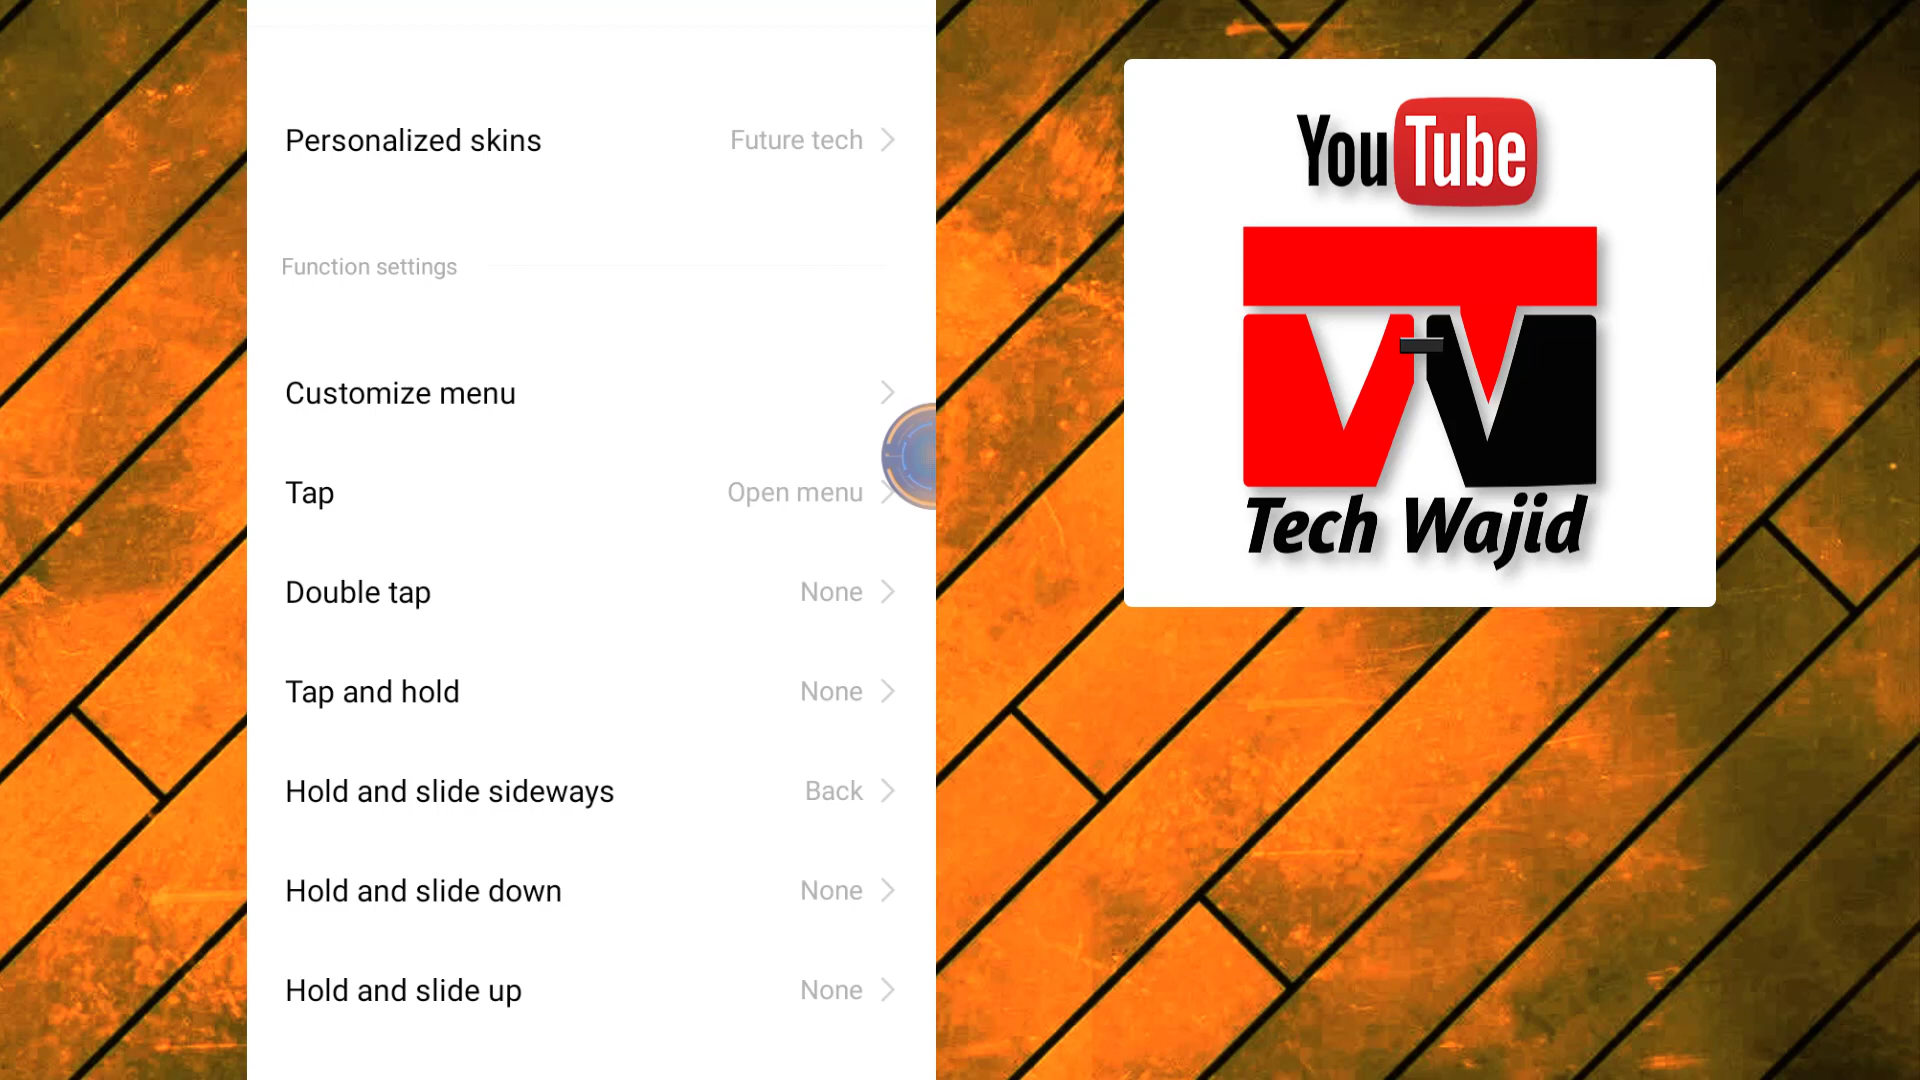 Personalized skins Future tech
Function settings
Customize menu
Tap Open menu
Double tap None
Tap and hold None
Hold and slide sideways Back
Hold and slide down None
Hold and slide up None
YouTube
Tech Wajid